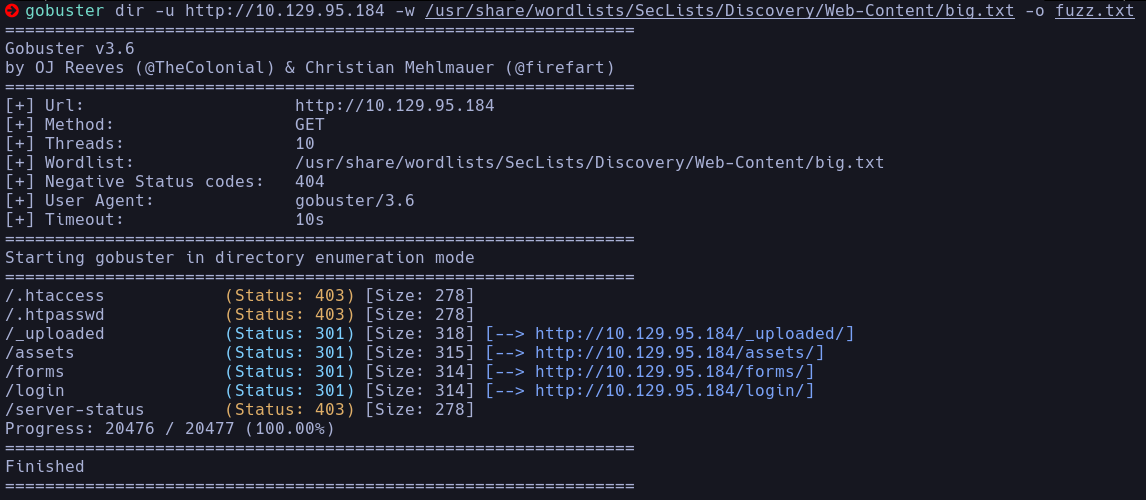 gobuster dir -u http://10.129.95.184 -w /usr/share/wordlists/SecLists/Discovery/Web-Content/big.txt -o fuzz.txt
===============================================================
Gobuster v3.6
by OJ Reeves (@TheColonial) & Christian Mehlmauer (@firefart)
===============================================================
[+] Url:                     http://10.129.95.184
[+] Method:                  GET
[+] Threads:                 10
[+] Wordlist:                /usr/share/wordlists/SecLists/Discovery/Web-Content/big.txt
[+] Negative Status codes:   404
[+] User Agent:              gobuster/3.6
[+] Timeout:                 10s
===============================================================
Starting gobuster in directory enumeration mode
===============================================================
/.htaccess            (Status: 403) [Size: 278]
/.htpasswd            (Status: 403) [Size: 278]
/_uploaded            (Status: 301) [Size: 318] [--> http://10.129.95.184/_uploaded/]
/assets               (Status: 301) [Size: 315] [--> http://10.129.95.184/assets/]
/forms                (Status: 301) [Size: 314] [--> http://10.129.95.184/forms/]
/login                (Status: 301) [Size: 314] [--> http://10.129.95.184/login/]
/server-status        (Status: 403) [Size: 278]
Progress: 20476 / 20477 (100.00%)
===============================================================
Finished
===============================================================